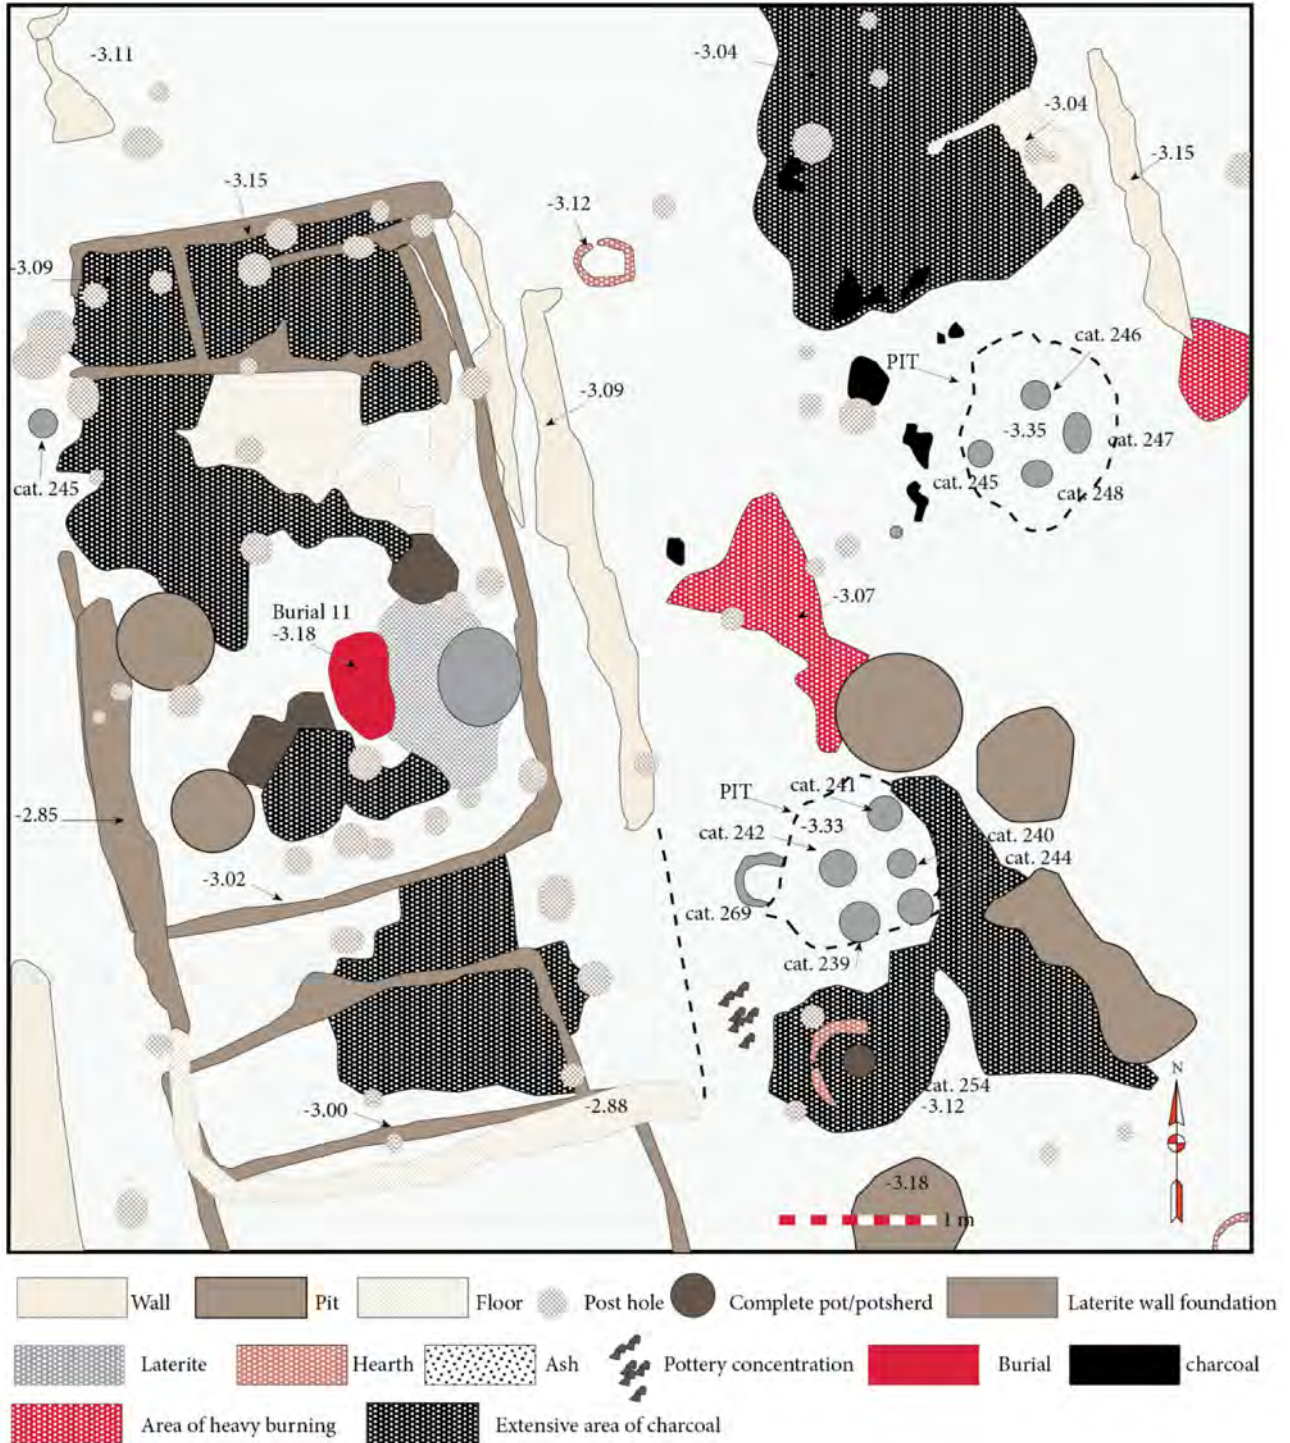 -3.11
-3.04
-3.04
-3.15
-3.15
-3.12
-3.09
cat. 246
PIT
-3.09
-3.35
cat. 247
cat. 245
cat. 245
cat. 248
Burial 11
-3.18
-3.07
PIT
cat. 241
-2.85
-3.33
cat. 242
cat. 240
cat. 244
-3.02
cat. 269
cat. 239
N
cat. 254
-3.12
-3.00
-2.88
-3.18
1 m
Wall
Pit
Floor
Post hole
Complete pot/potsherd
Laterite wall foundation
Laterite
Hearth
Ash
Pottery concentration
Burial
charcoal
Area of heavy burning
Extensive area of charcoal